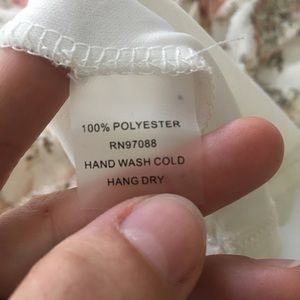 100% POLYESTER
RN97088
HAND WASH COLD
HANG DRY